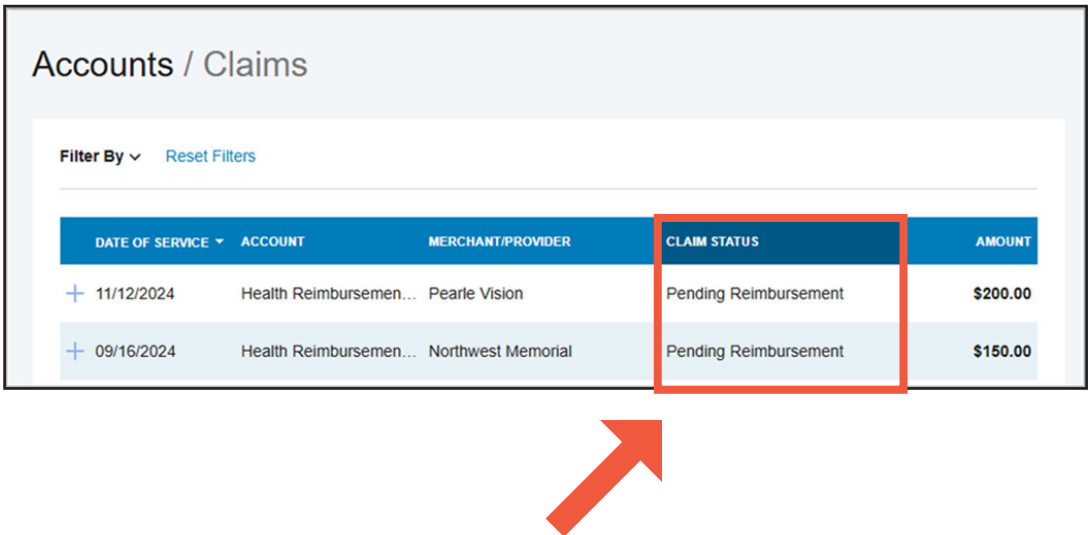 Accounts / Claims
Filter By Reset Filters
DATE OF SERVICE ACCOUNT MERCHANT/PROVIDER CLAIM STATUS AMOUNT
11/12/2024 Health Reimbursemen... Pearle Vision Pending Reimbursement $200.00
09/16/2024 Health Reimbursemen... Northwest Memorial Pending Reimbursement $150.00